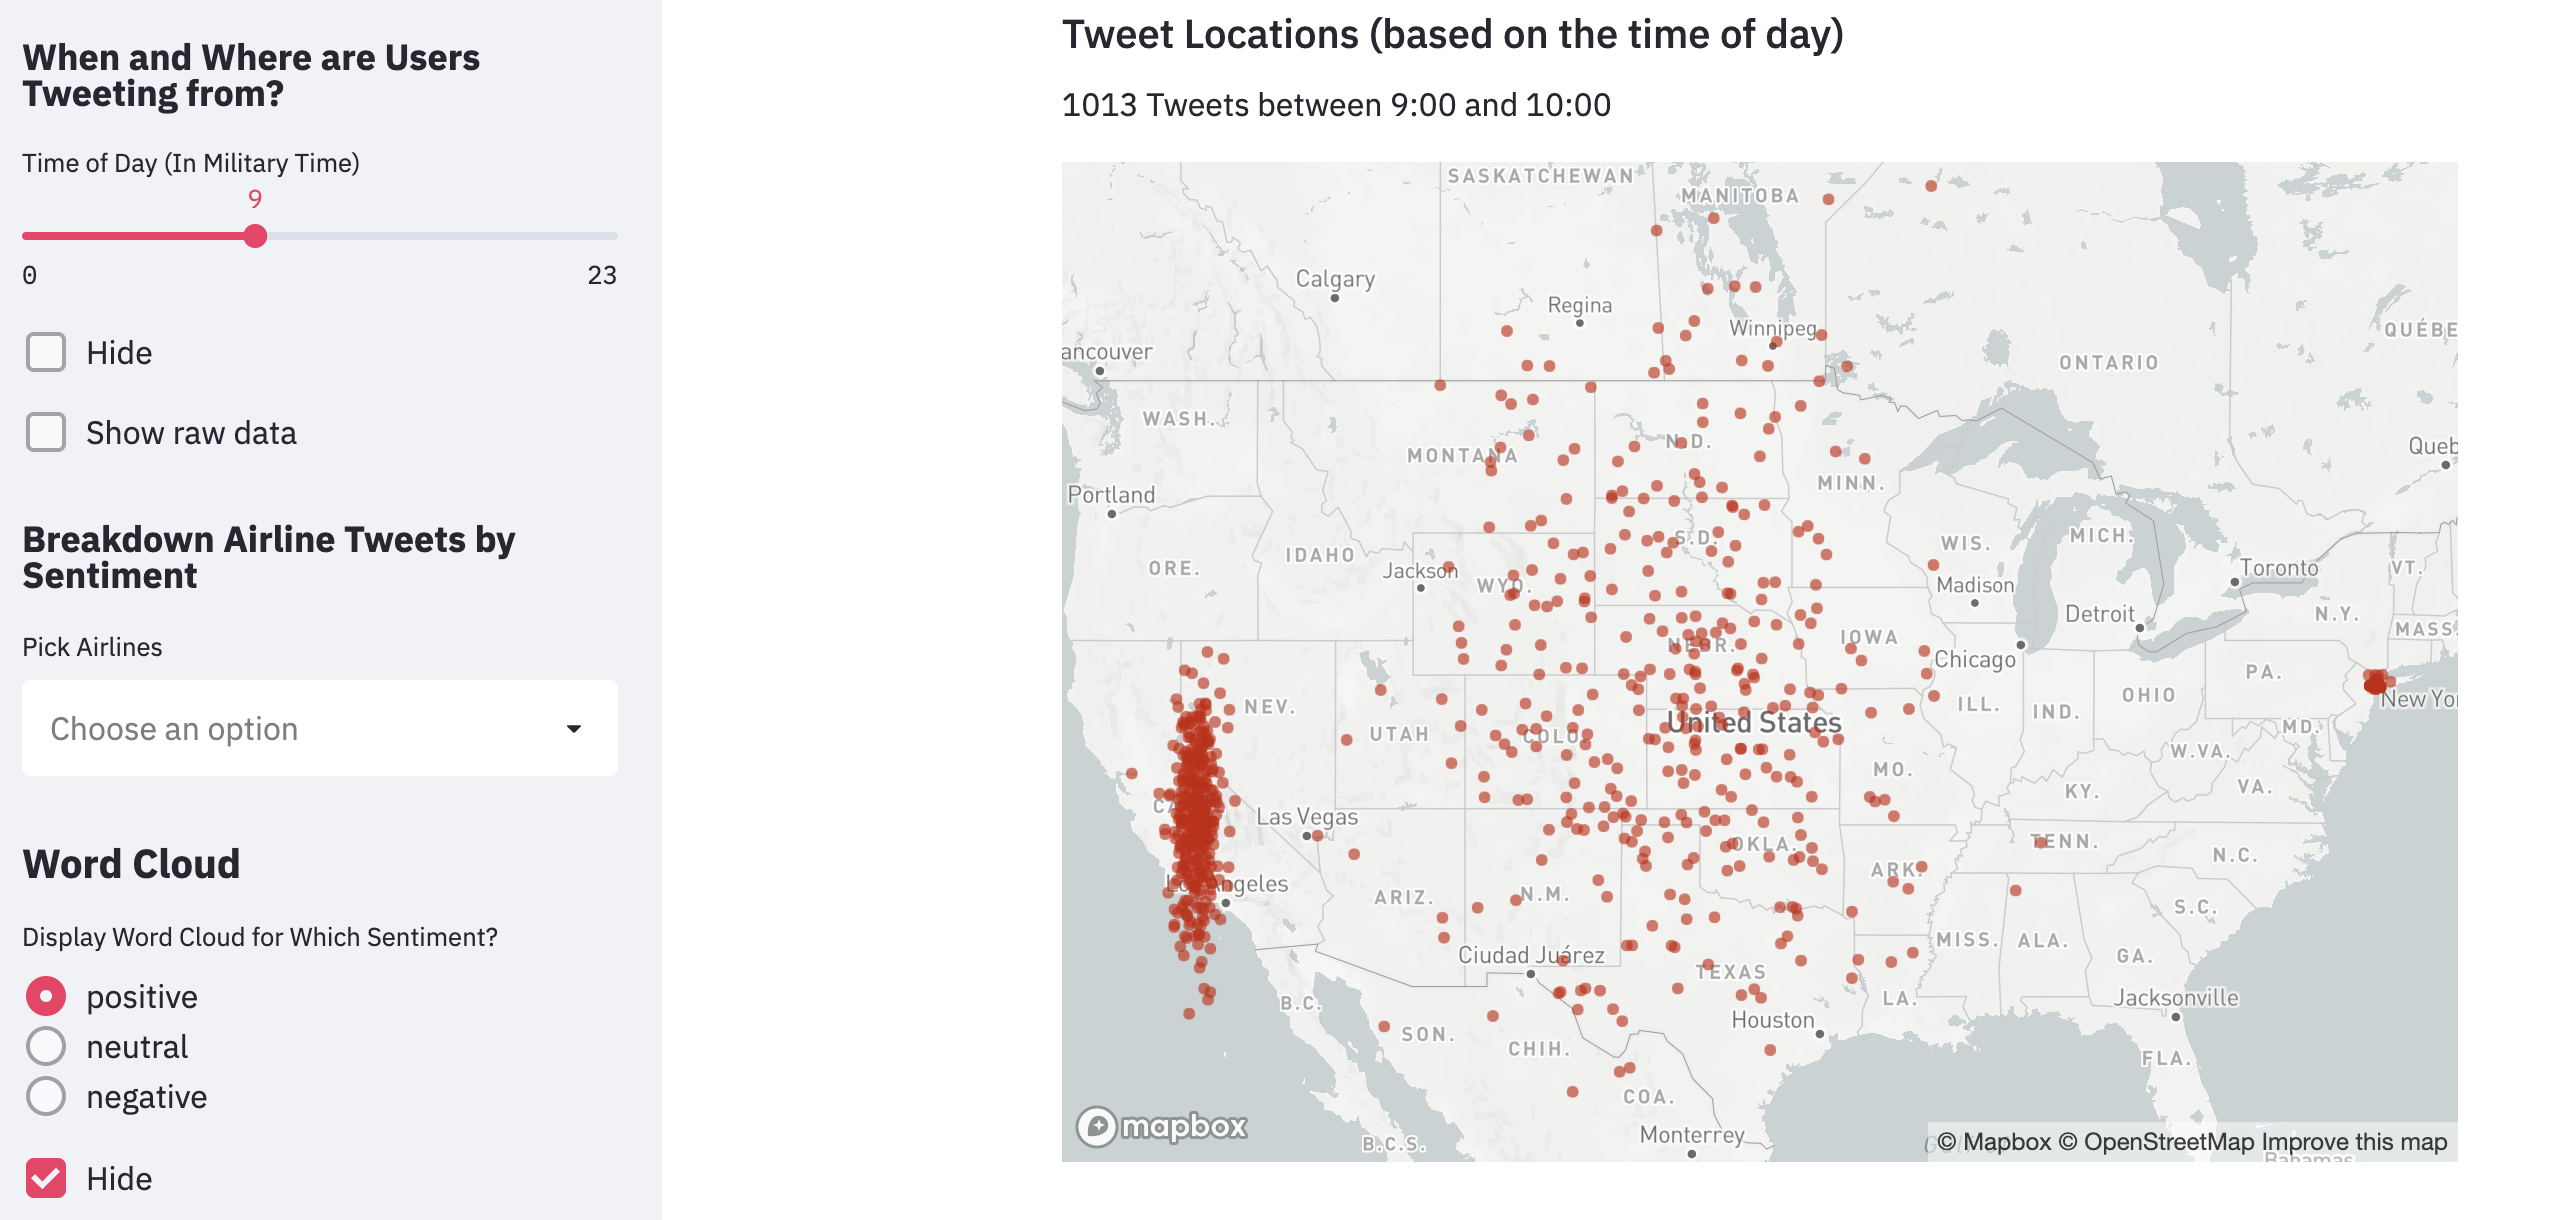 When and Where are Users
Tweeting from?
Time of Day (In Military Time)
9
0 23
Hide
Show raw data
Breakdown Airline Tweets by
Sentiment
Pick Airlines
Choose an option
Word Cloud
Display Word Cloud for Which Sentiment?
positive
neutral
negative
Hide
Tweet Locations (based on the time of day)
1013 Tweets between 9:00 and 10:00
SASKATCHEWAN
MANITOBA
Calgary
Regina
Winnipeg
QUÉBE
ancouver
ONTARIO
WASH.
N.D.
MONTANA
Queb
MINN.
Portland
S.D.
MICH.
WIS.
IDAHO
ORE.
Jackson
Toronto
VT.
WYO.
Madison
Detroit
N.Y.
MASS.
IOWA
NEBR.
Chicago
PA.
OHIO
New Yor
NEV.
ILL.
IND.
United States
MD.
UTAH
COLO.
W.VA.
MO.
VA.
KY.
CA
Las Vegas
TENN.
OKLA.
N.C.
ARK.
Los Angeles
ARIZ.
N.M.
S.C.
MISS.
ALA.
Ciudad Juárez
GA.
TEXAS
LA.
Jacksonville
B.C.
Houston
SON.
CHIH.
FLA.
COA.
mapbox
Monterrey
B.C.S.
© Mapbox © OpenStreetMap Improve this map
Bahamas